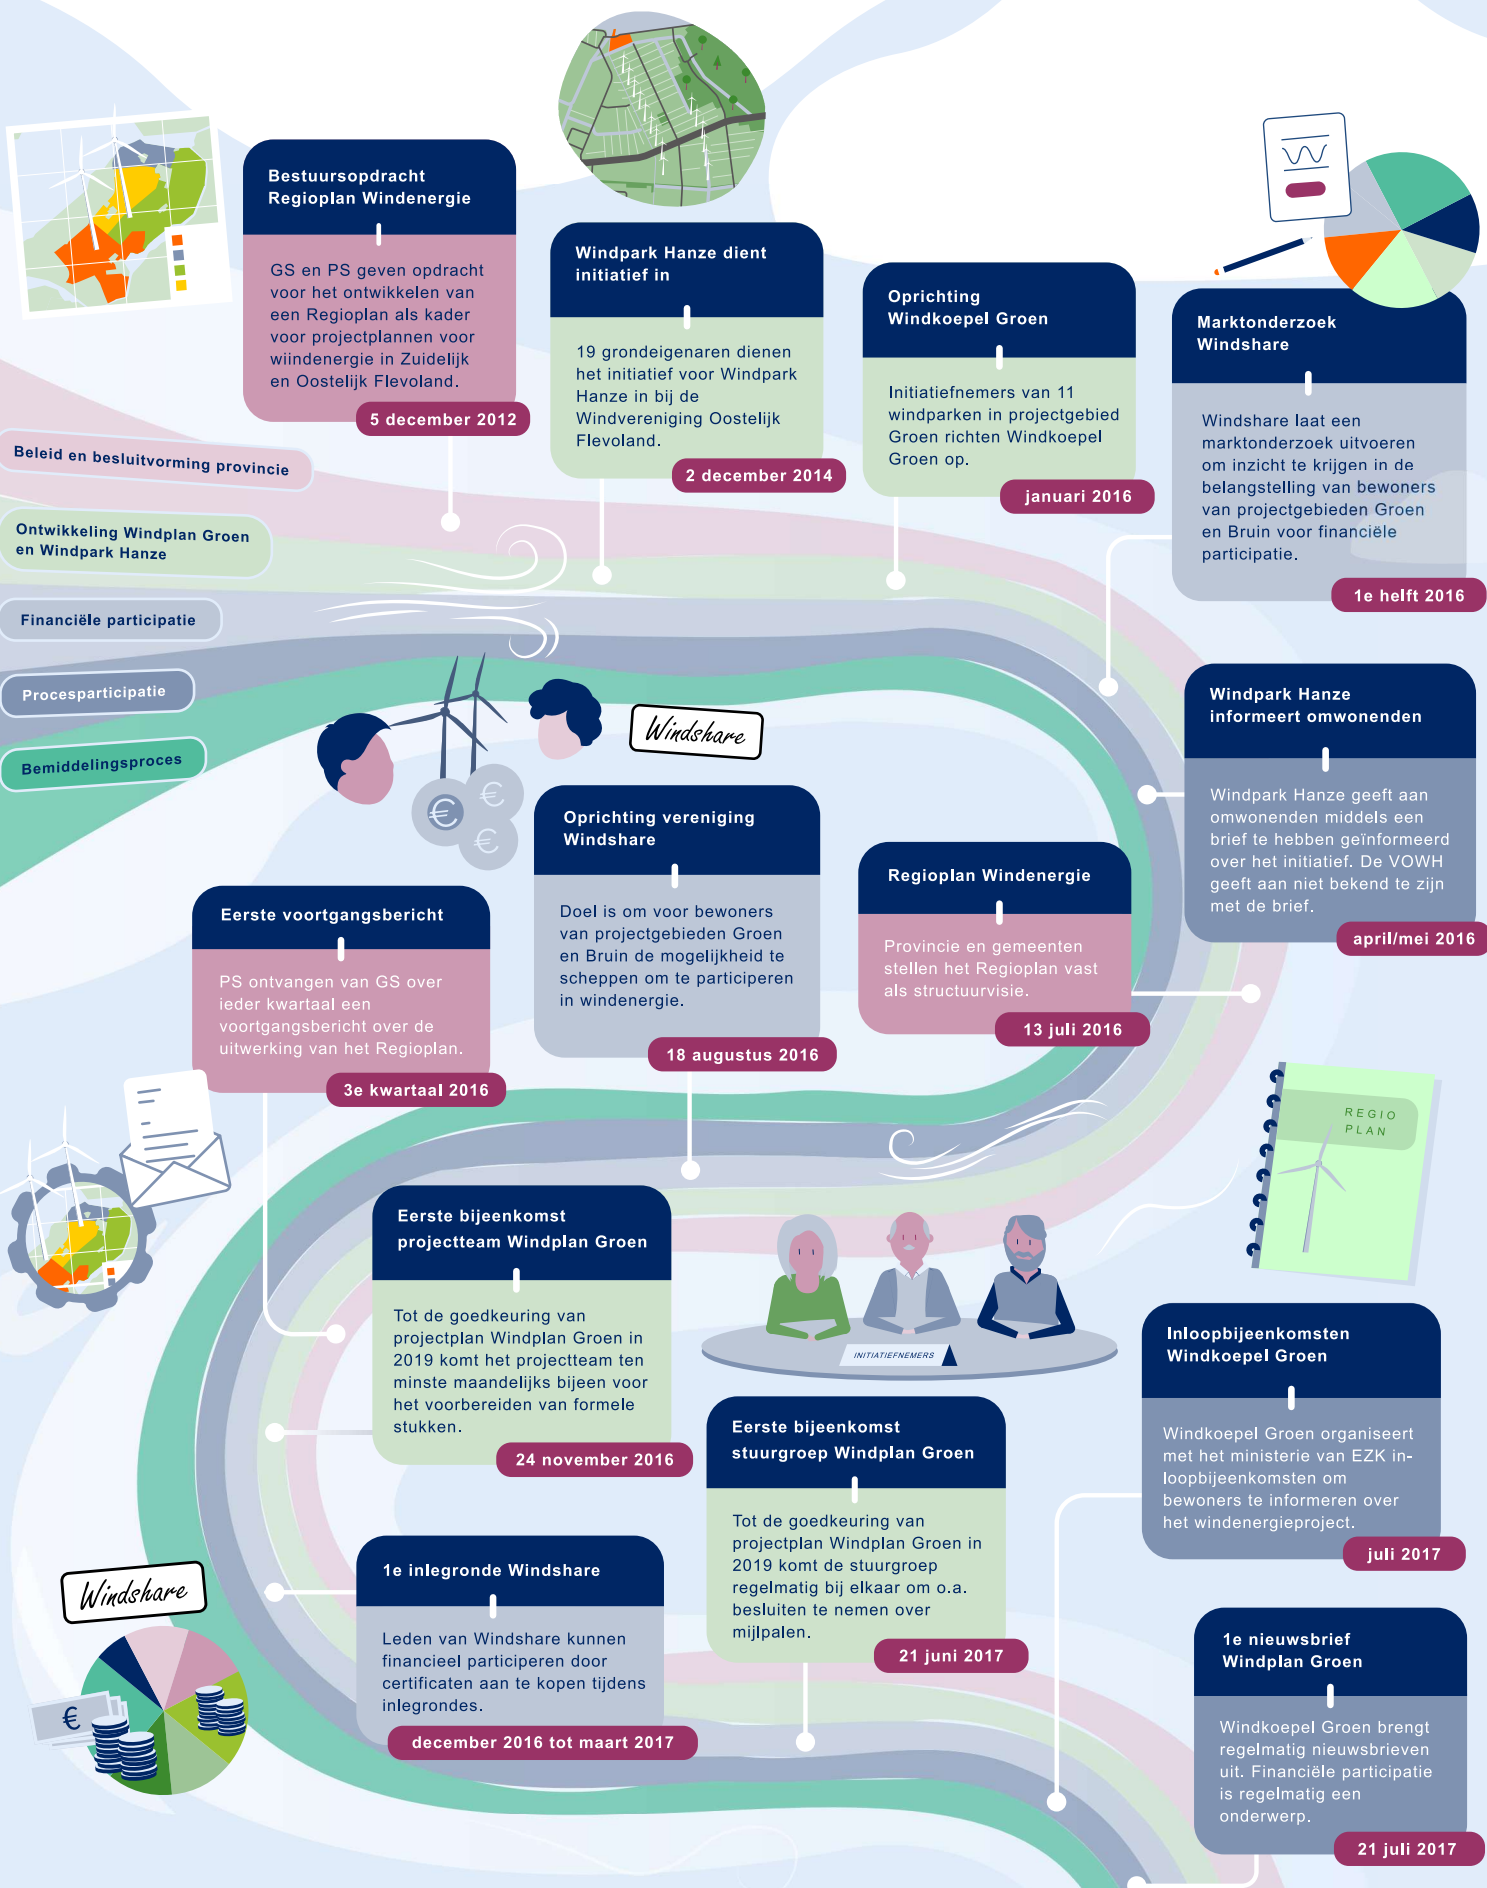 Bestuursopdracht
Regioplan Windenergie
GS en PS geven opdracht
voor het ontwikkelen van
een Regioplan als kader
voor projectplannen voor
wiindenergie in Zuidelijk
en Oostelijk Flevoland.
5 december 2012
Windpark Hanze dient
initiatief in
19 grondeigenaren dienen
het initiatief voor Windpark
Hanze in bij de
Windvereniging Oostelijk
Flevoland.
2 december 2014
Oprichting
Windkoepel Groen
Initiatiefnemers van 11
windparken in projectgebied
Groen richten Windkoepel
Groen op.
januari 2016
Marktonderzoek
Windshare
Windshare laat een
marktonderzoek uitvoeren
om inzicht te krijgen in de
belangstelling van bewoners
van projectgebieden Groen
en Bruin voor financiële
participatie.
1e helft 2016
Beleid en besluitvorming provincie
Ontwikkeling Windplan Groen
en Windpark Hanze
Financiële participatie
Procesparticipatie
Bemiddelingsproces
Windshare
Windpark Hanze
informeert omwonenden
Windpark Hanze geeft aan
omwonenden middels een
brief te hebben geïnformeerd
over het initiatief. De VOWH
geeft aan niet bekend te zijn
met de brief.
april/mei 2016
Regioplan Windenergie
Provincie en gemeenten
stellen het Regioplan vast
als structuurvisie.
13 juli 2016
Oprichting vereniging
Windshare
Doel is om voor bewoners
van projectgebieden Groen
en Bruin de mogelijkheid te
scheppen om te participeren
in windenergie.
18 augustus 2016
Eerste voortgangsbericht
PS ontvangen van GS over
ieder kwartaal een
voortgangsbericht over de
uitwerking van het Regioplan.
3e kwartaal 2016
REGIO
PLAN
Eerste bijeenkomst
projectteam Windplan Groen
Tot de goedkeuring van
projectplan Windplan Groen in
2019 komt het projectteam ten
minste maandelijks bijeen voor
het voorbereiden van formele
stukken.
24 november 2016
INITIATIEFNEMERS
1e inlegronde Windshare
Leden van Windshare kunnen
financieel participeren door
certificaten aan te kopen tijdens
inlegrondes.
december 2016 tot maart 2017
Windshare
€
Eerste bijeenkomst
stuurgroep Windplan Groen
Tot de goedkeuring van
projectplan Windplan Groen in
2019 komt de stuurgroep
regelmatig bij elkaar om o.a.
besluiten te nemen over
mijlpalen.
21 juni 2017
Inloopbijeenkomsten
Windkoepel Groen
Windkoepel Groen organiseert
met het ministerie van EZK in-
loopbijeenkomsten om
bewoners te informeren over
het windenergieproject.
juli 2017
1e nieuwsbrief
Windplan Groen
Windkoepel Groen brengt
regelmatig nieuwsbrieven
uit. Financiële participatie
is regelmatig een
onderwerp.
21 juli 2017